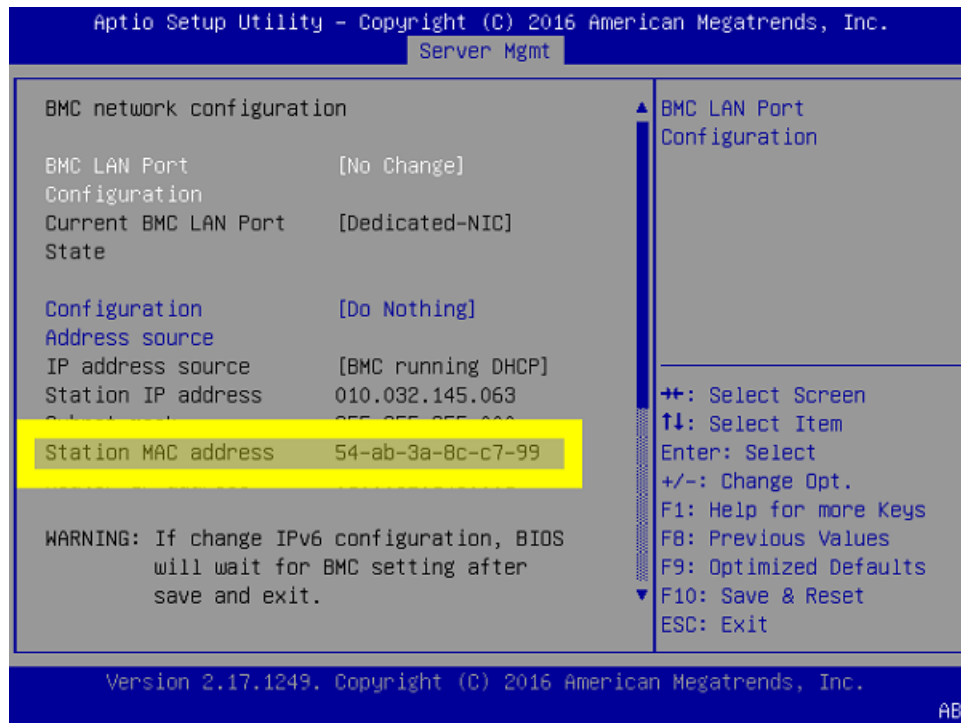 Aptio Setup Utility – Copyright (C) 2016 American Megatrends, Inc.
Server Mgmt
BMC network configuration
BMC LAN Port [No Change]
Configuration
Current BMC LAN Port [Dedicated-NIC]
State
Configuration [Do Nothing]
Address source
IP address source [BMC running DHCP]
Station IP address 010.032.145.063
Station MAC address 54-ab-3a-8c-c7-99
WARNING: If change IPv6 configuration, BIOS
will wait for BMC setting after
save and exit.
BMC LAN Port
Configuration
→←: Select Screen
↑↓: Select Item
Enter: Select
+/-: Change Opt.
F1: Help for more Keys
F8: Previous Values
F9: Optimized Defaults
F10: Save & Reset
ESC: Exit
Version 2.17.1249. Copyright (C) 2016 American Megatrends, Inc.
AB